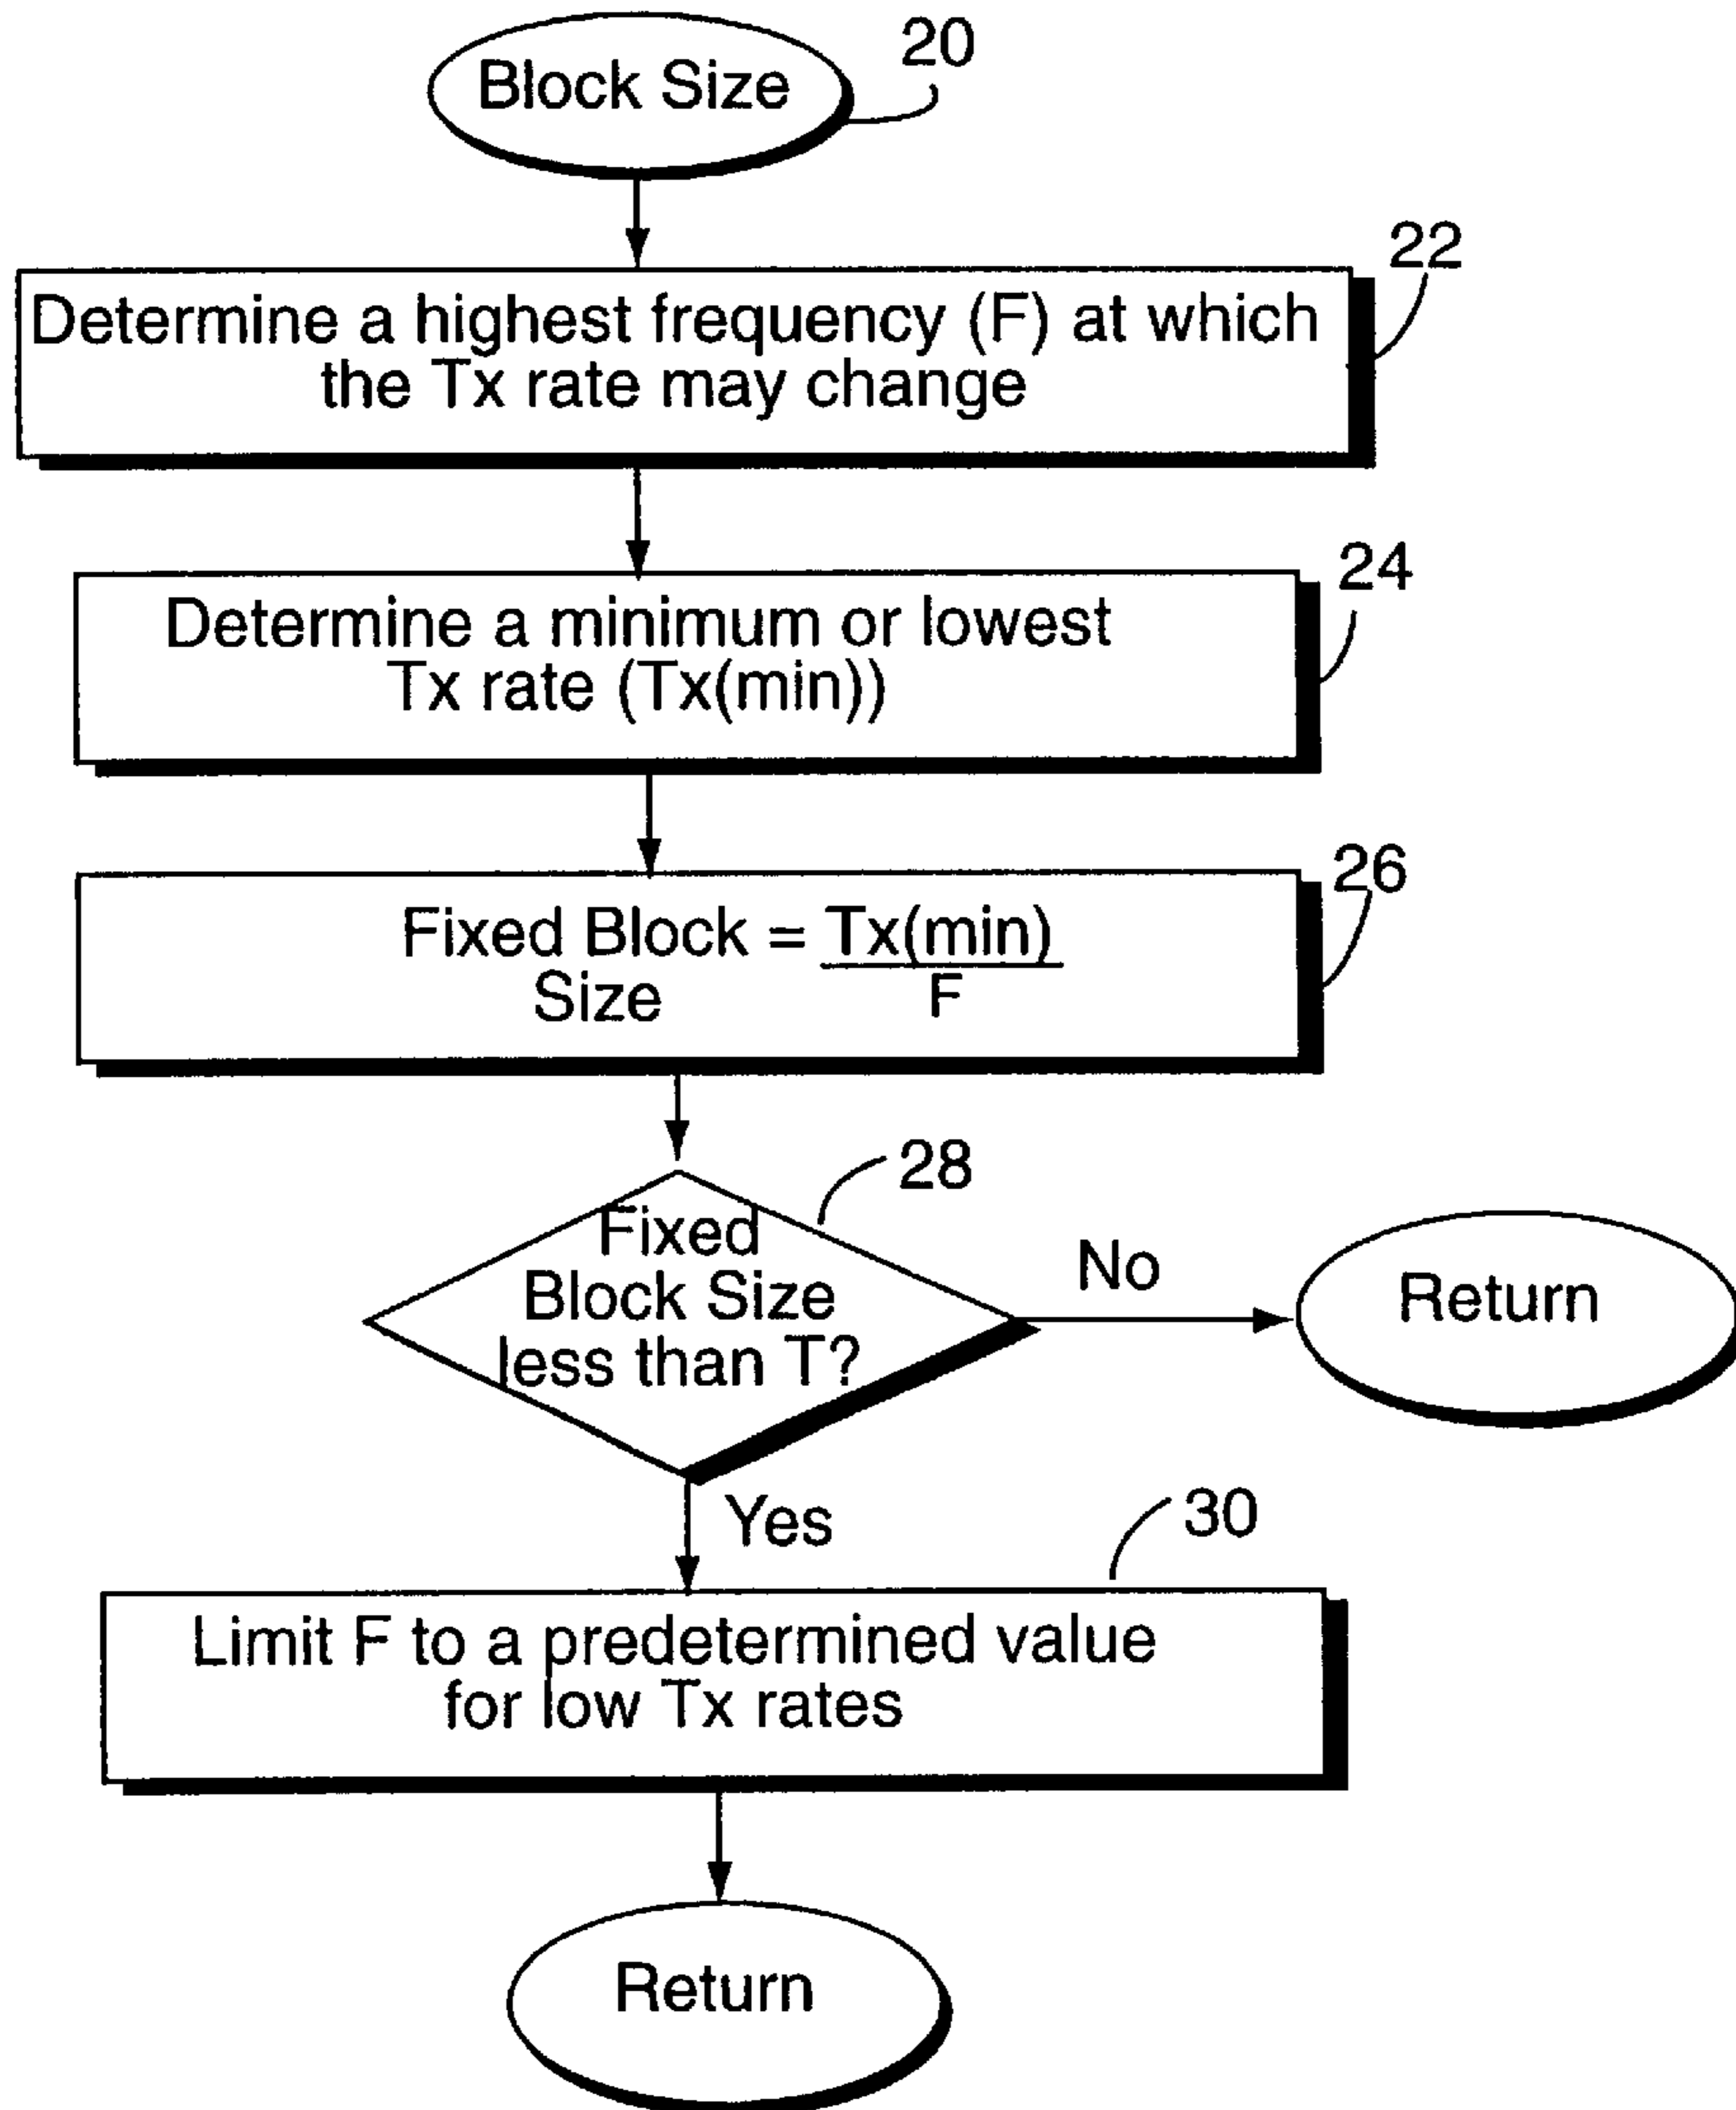 Block Size
20
22
Determine a highest frequency (F) at which
the Tx rate may change
24
Determine a minimum or lowest
Tx rate (Tx(min))
26
Fixed Block = Tx(min)
Size F
28
Fixed
Block Size
less than T?
No
Return
Yes
30
Limit F to a predetermined value
for low Tx rates
Return